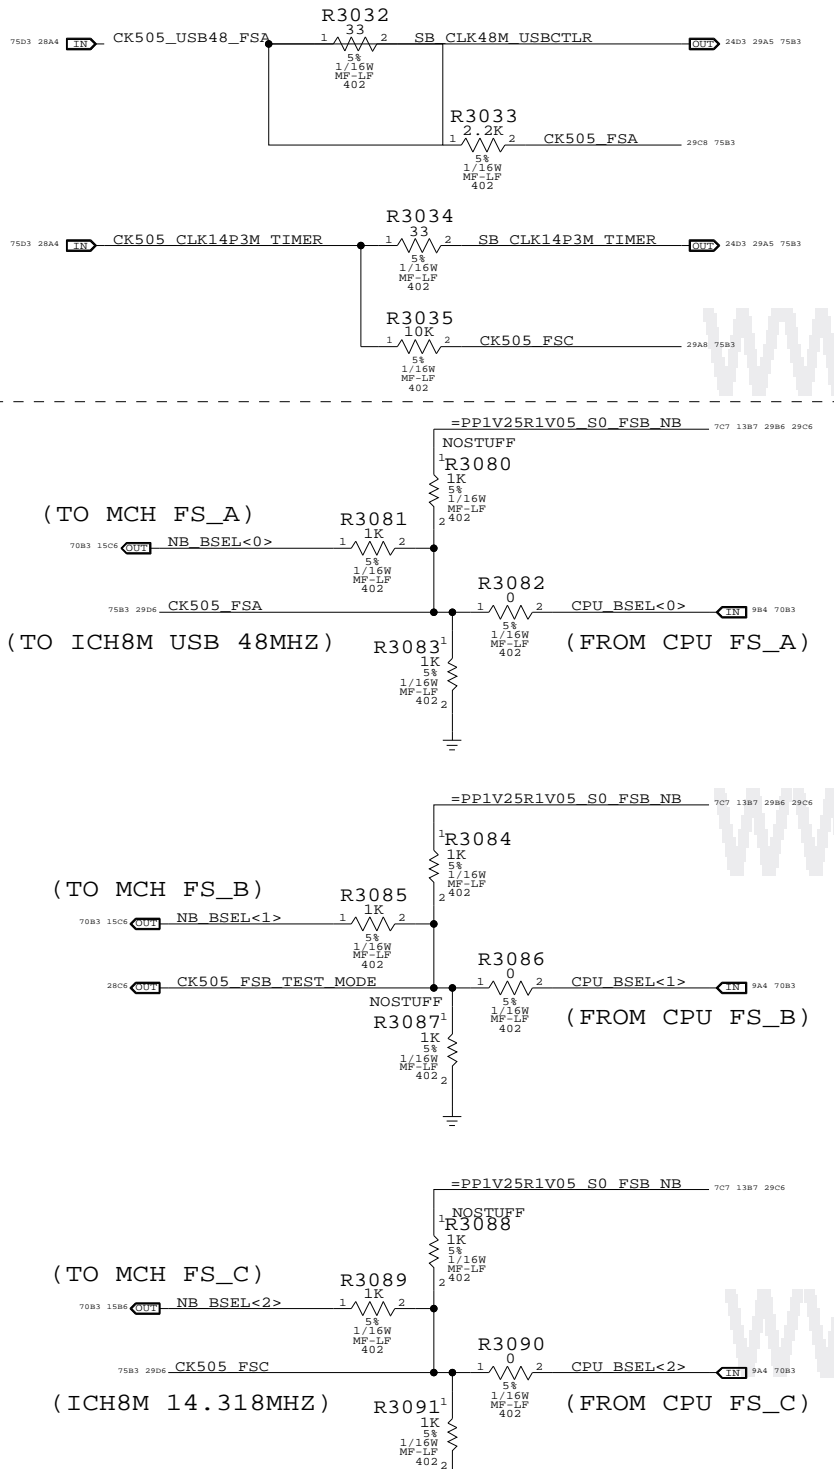 R3032
33
75D3 28A4 IN CK505_USB48_FSA 1 2 SB_CLK48M_USBCTLR OUT 24D3 29A5 75B3
5%
1/16W
MF-LF
402
R3033
2.2K
1 2 CK505_FSA 29C8 75B3
5%
1/16W
MF-LF
402
R3034
33
75D3 28A4 IN CK505_CLK14P3M_TIMER 1 2 SB_CLK14P3M_TIMER OUT 24D3 29A5 75B3
5%
1/16W
MF-LF
402
R3035
10K
1 2 CK505_FSC 29A8 75B3
5%
1/16W
MF-LF
402
=PP1V25R1V05_S0_FSB_NB 7C7 13B7 29B6 29C6
NOSTUFF
1
R3080
1K
5%
1/16W
MF-LF
402
2
(TO MCH FS_A)
R3081
1K
70B3 15C6 OUT NB_BSEL<0> 1 2
5%
1/16W
MF-LF
402
R3082
0
75B3 29D6 CK505_FSA 1 2 CPU_BSEL<0> IN 9B4 70B3
5%
1/16W
MF-LF
402
(TO ICH8M USB 48MHZ)
(FROM CPU FS_A)
R3083
1
1K
5%
1/16W
MF-LF
402
2
=PP1V25R1V05_S0_FSB_NB 7C7 13B7 29B6 29C6
1
R3084
1K
5%
1/16W
MF-LF
402
2
(TO MCH FS_B)
R3085
1K
70B3 15C6 OUT NB_BSEL<1> 1 2
5%
1/16W
MF-LF
402
R3086
0
28C6 OUT CK505_FSB_TEST_MODE 1 2 CPU_BSEL<1> IN 9A4 70B3
5%
1/16W
MF-LF
402
(FROM CPU FS_B)
NOSTUFF
R3087
1
1K
5%
1/16W
MF-LF
402
2
=PP1V25R1V05_S0_FSB_NB 7C7 13B7 29C6
NOSTUFF
1
R3088
1K
5%
1/16W
MF-LF
402
2
(TO MCH FS_C)
R3089
1K
70B3 15B6 OUT NB_BSEL<2> 1 2
5%
1/16W
MF-LF
402
R3090
0
75B3 29D6 CK505_FSC 1 2 CPU_BSEL<2> IN 9A4 70B3
5%
1/16W
MF-LF
402
(ICH8M 14.318MHZ)
(FROM CPU FS_C)
R3091
1
1K
5%
1/16W
MF-LF
402
2